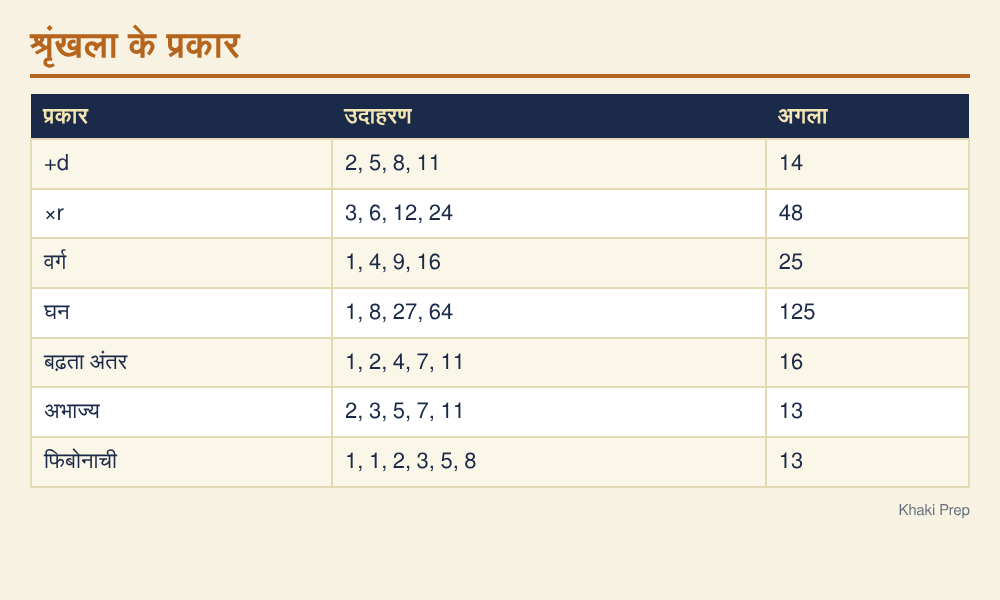 श्रृंखला के प्रकार
प्रकार उदाहरण अगला
+d 2, 5, 8, 11 14
×r 3, 6, 12, 24 48
वर्ग 1, 4, 9, 16 25
घन 1, 8, 27, 64 125
बढ़ता अंतर 1, 2, 4, 7, 11 16
अभाज्य 2, 3, 5, 7, 11 13
फिबोनाची 1, 1, 2, 3, 5, 8 13
Khaki Prep